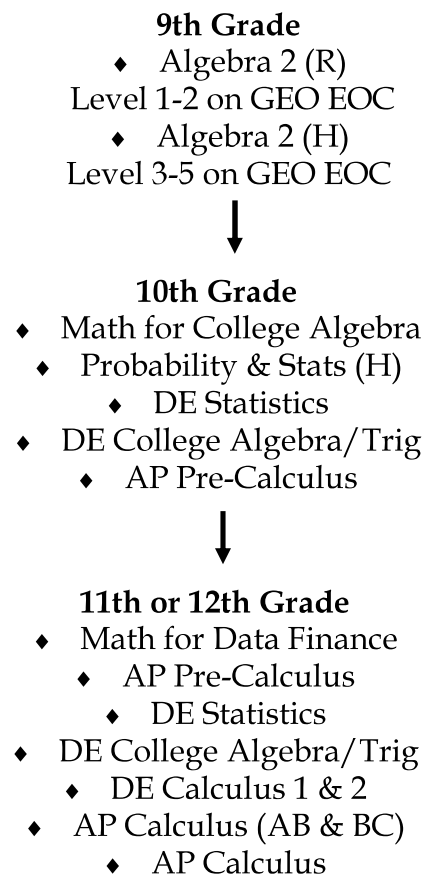 9th Grade
♦ Algebra 2 (R)
Level 1-2 on GEO EOC
♦ Algebra 2 (H)
Level 3-5 on GEO EOC
10th Grade
♦ Math for College Algebra
♦ Probability & Stats (H)
♦ DE Statistics
♦ DE College Algebra/Trig
♦ AP Pre-Calculus
11th or 12th Grade
♦ Math for Data Finance
♦ AP Pre-Calculus
♦ DE Statistics
♦ DE College Algebra/Trig
♦ DE Calculus 1 & 2
♦ AP Calculus (AB & BC)
♦ AP Calculus